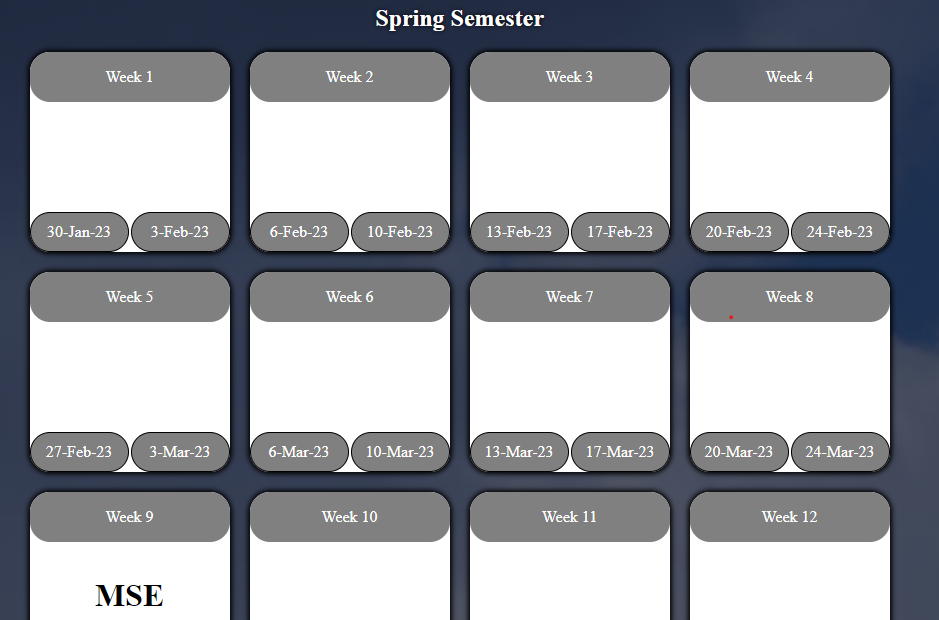 Spring Semester
Week 1
Week 2
Week 3
Week 4
30-Jan-23 3-Feb-23
6-Feb-23 10-Feb-23
13-Feb-23 17-Feb-23
20-Feb-23 24-Feb-23
Week 5
Week 6
Week 7
Week 8
27-Feb-23 3-Mar-23
6-Mar-23 10-Mar-23
13-Mar-23 17-Mar-23
20-Mar-23 24-Mar-23
Week 9
Week 10
Week 11
Week 12
MSE